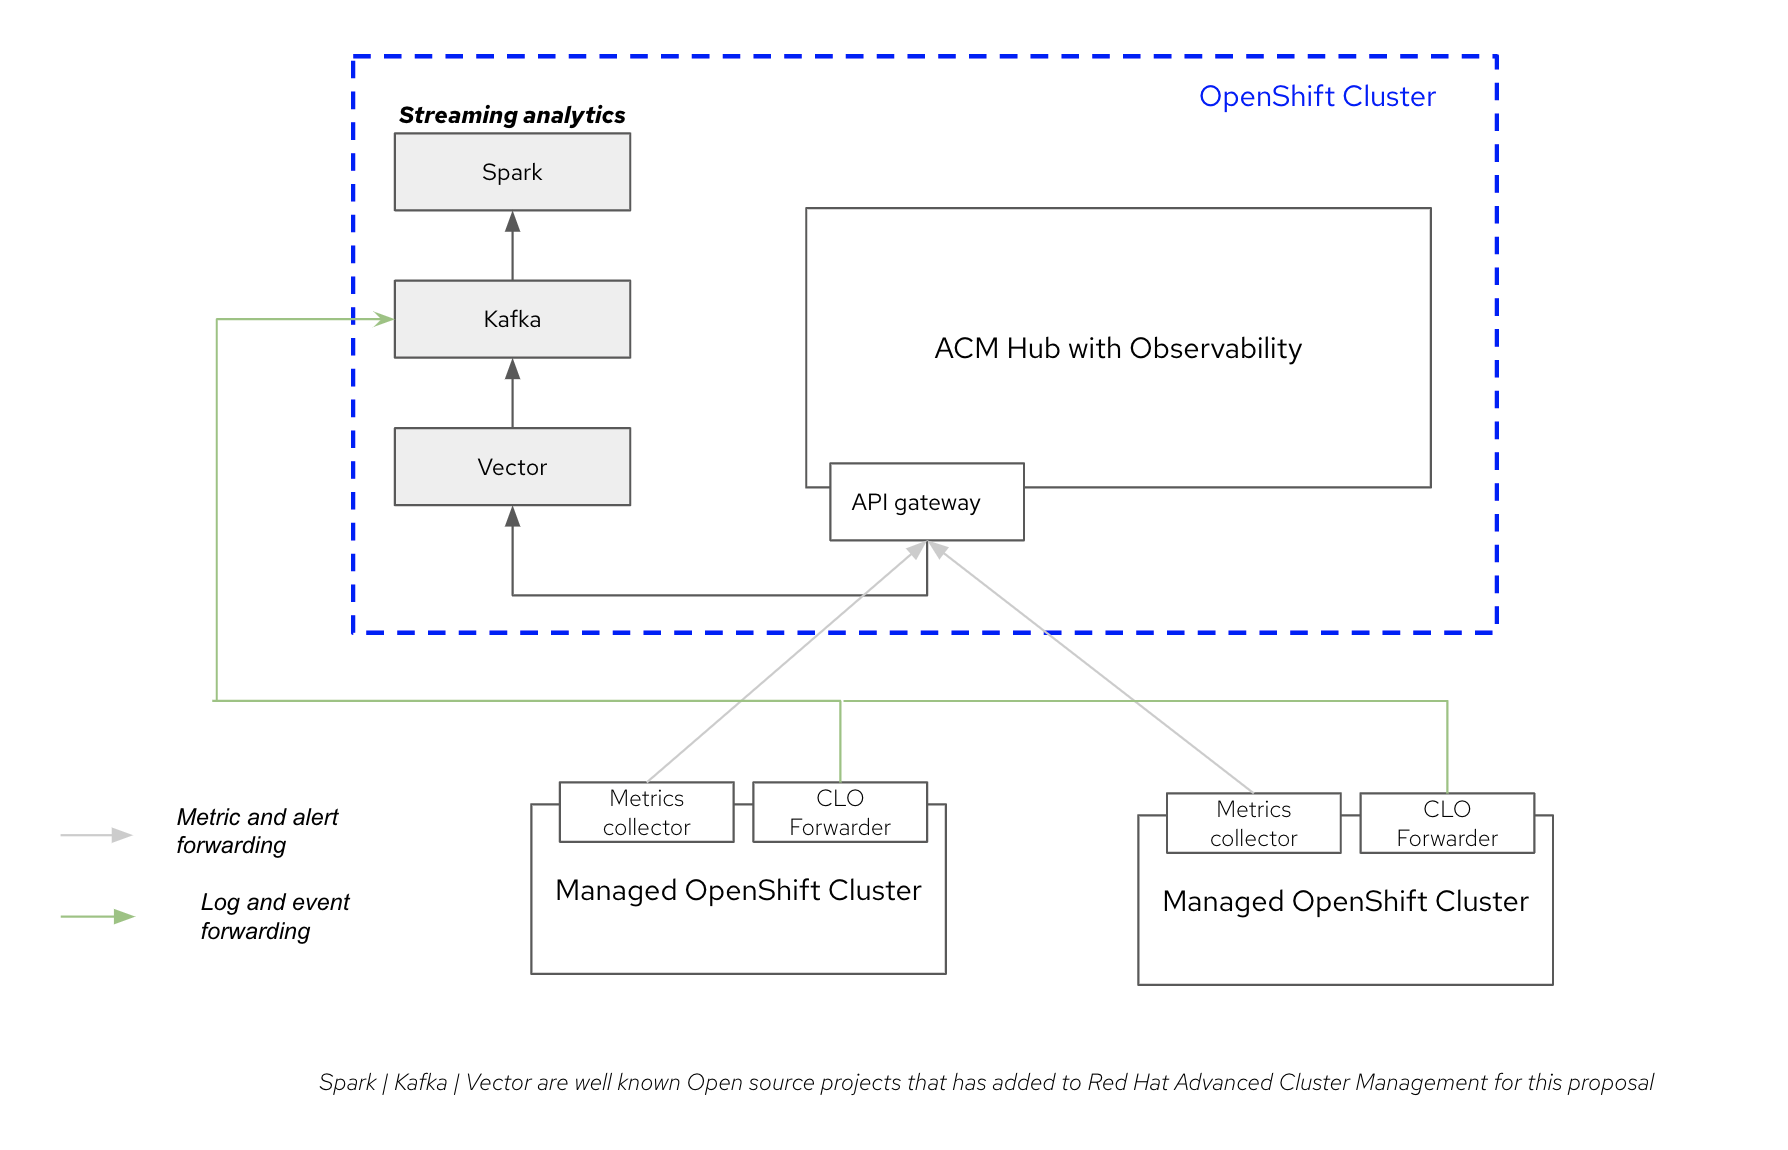 OpenShift Cluster
Streaming analytics
Spark
Kafka
ACM Hub with Observability
Vector
API gateway
Metrics
collector
CLO
Forwarder
Managed OpenShift Cluster
Metrics
collector
CLO
Forwarder
Managed OpenShift Cluster
Metric and alert
forwarding
Log and event
forwarding
Spark | Kafka | Vector are well known Open source projects that has added to Red Hat Advanced Cluster Management for this proposal